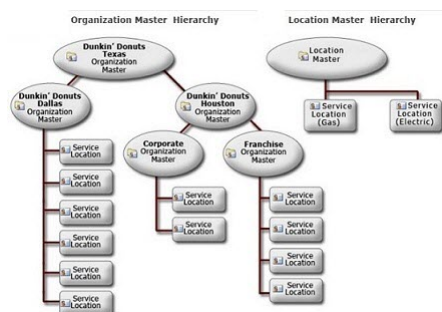 Organization Master Hierarchy
Location Master Hierarchy
Dunkin' Donuts
Texas
Organization
Master
Location
Master
Dunkin' Donuts
Dallas
Organization
Master
Dunkin' Donuts
Houston
Organization
Master
Service
Location
(Gas)
Service
Location
(Electric)
Corporate
Organization
Master
Franchise
Organization
Master
Service
Location
Service
Location
Service
Location
Service
Location
Service
Location
Service
Location
Service
Location
Service
Location
Service
Location
Service
Location
Service
Location
Service
Location